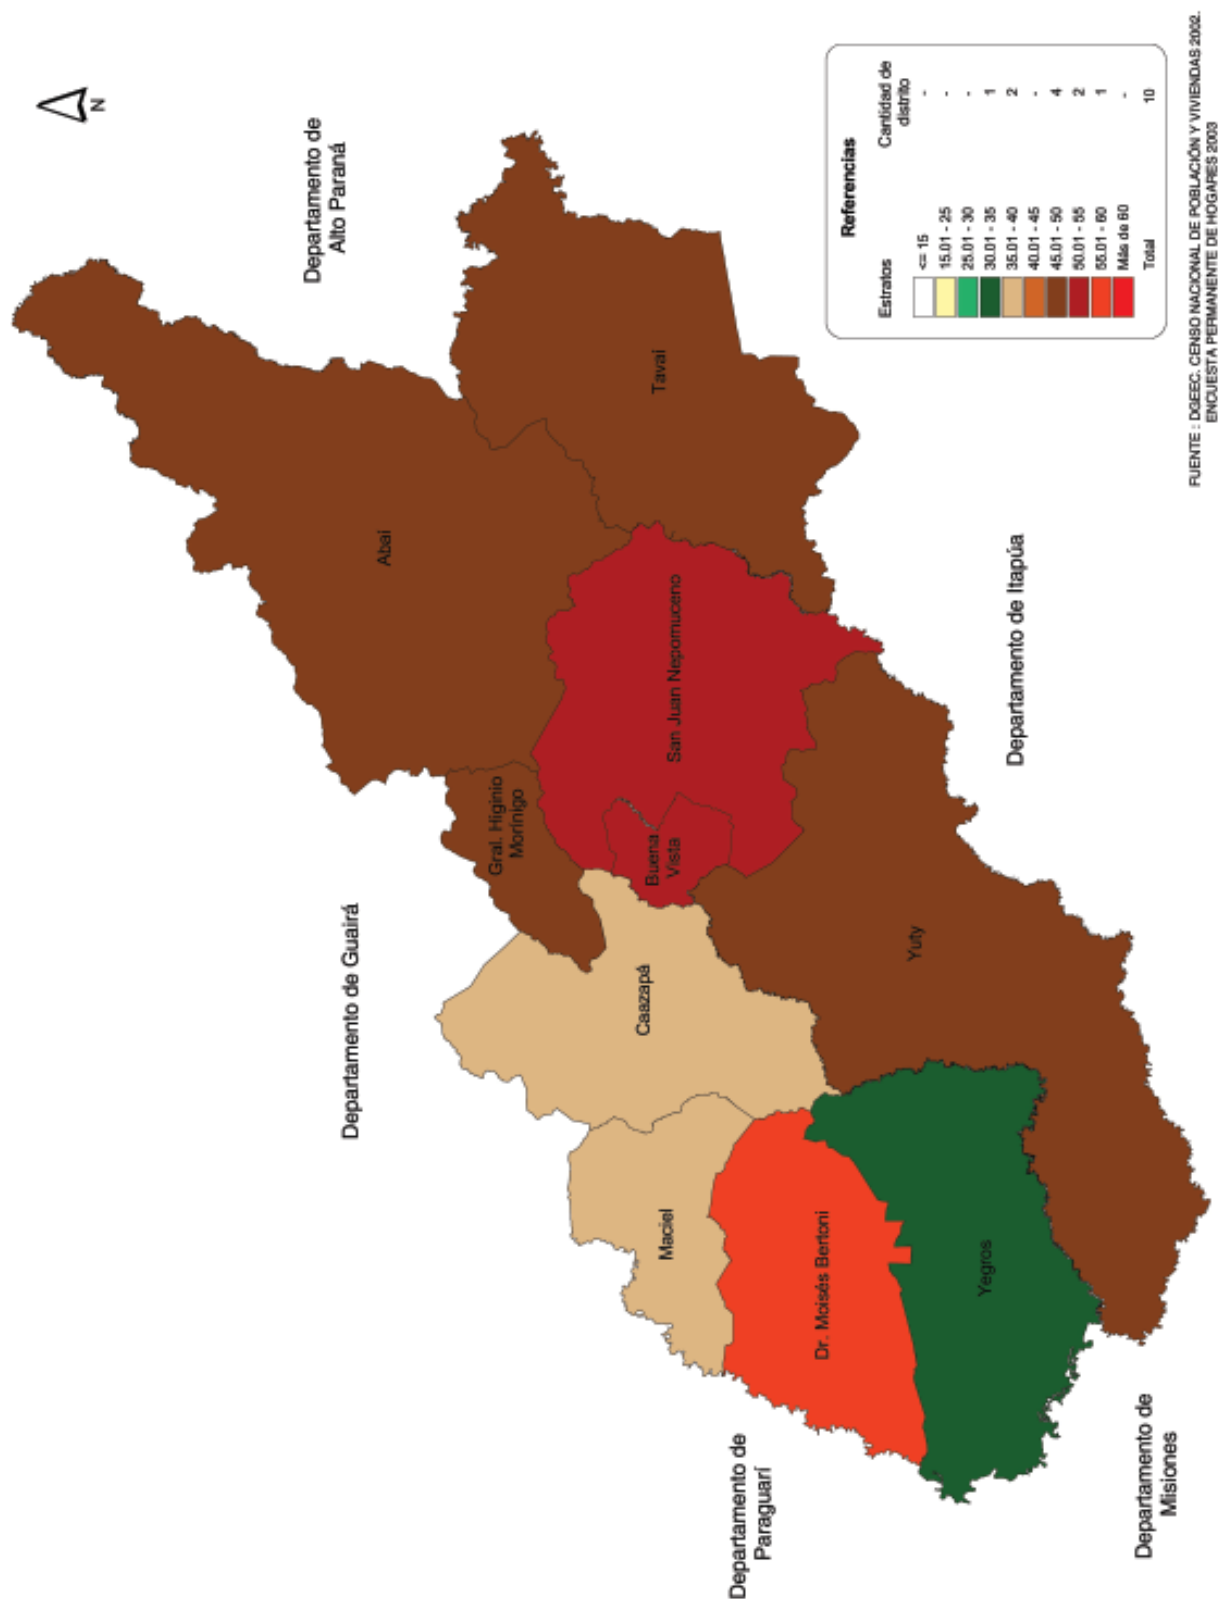 N
Departamento de
Alto Paraná
Departamento de Guairá
Departamento de
Paraguarí
Departamento de
Misiones
Departamento de Itapúa
Abai
Tavai
Gral. Higinio
Morínigo
San Juan Nepomuceno
Buena
Vista
Caazapá
Maciel
Yuty
Dr. Moisés Bertoni
Yegros
Referencias
Estratos Cantidad de
distrito
<= 15 -
15.01 - 25 -
25.01 - 30 -
30.01 - 35 1
35.01 - 40 2
40.01 - 45 -
45.01 - 50 4
50.01 - 55 2
55.01 - 60 1
Más de 60 -
Total 10
FUENTE : DGEEC. CENSO NACIONAL DE POBLACIÓN Y VIVIENDAS 2002.
ENCUESTA PERMANENTE DE HOGARES 2003